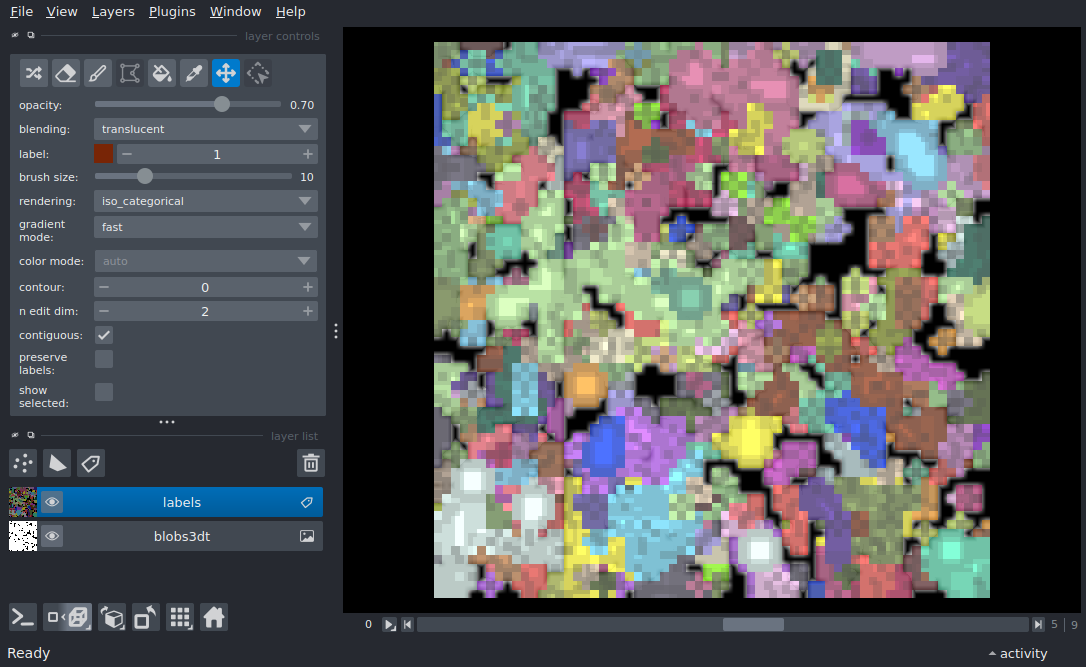 File View Layers Plugins Window Help
layer controls
opacity: 0.70
blending: translucent
label: 1
brush size: 10
rendering: iso_categorical
gradient
mode: fast
color mode: auto
contour: 0
n edit dim: 2
contiguous:
preserve
labels:
show
selected:
layer list
labels
blobs3dt
0 5 | 9
Ready activity